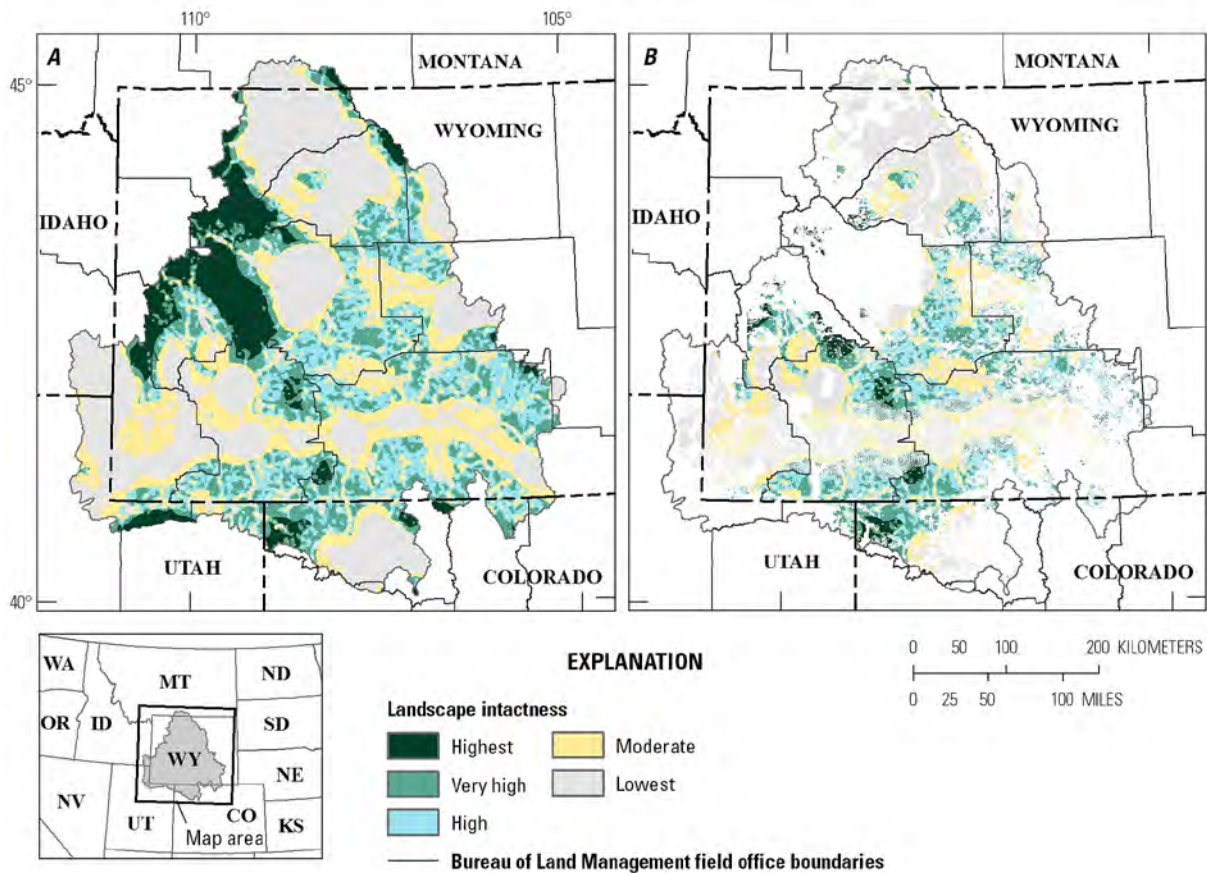 110° 105°
A B
MONTANA MONTANA
45°
WYOMING WYOMING
IDAHO IDAHO
UTAH UTAH
COLORADO COLORADO
40°
0 50 100 200 KILOMETERS
0 25 50 100 MILES
WA
MT
ND
OR
ID
SD
WY
NE
NV
UT
CO
KS
Map area
EXPLANATION
Landscape intactness
Highest Moderate
Very high Lowest
High
Bureau of Land Management field office boundaries